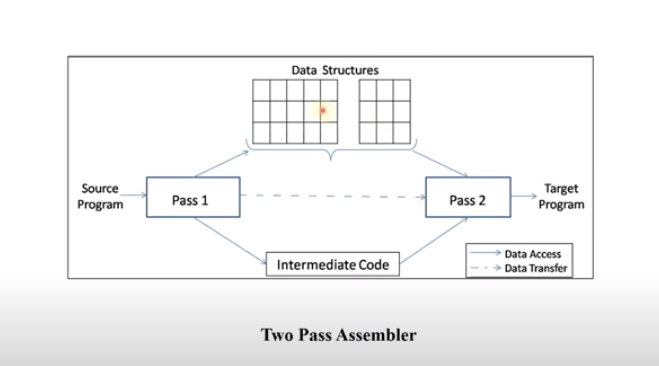 Data Structures
Source
Program
Pass 1
Pass 2
Target
Program
Intermediate Code
Data Access
Data Transfer
Two Pass Assembler